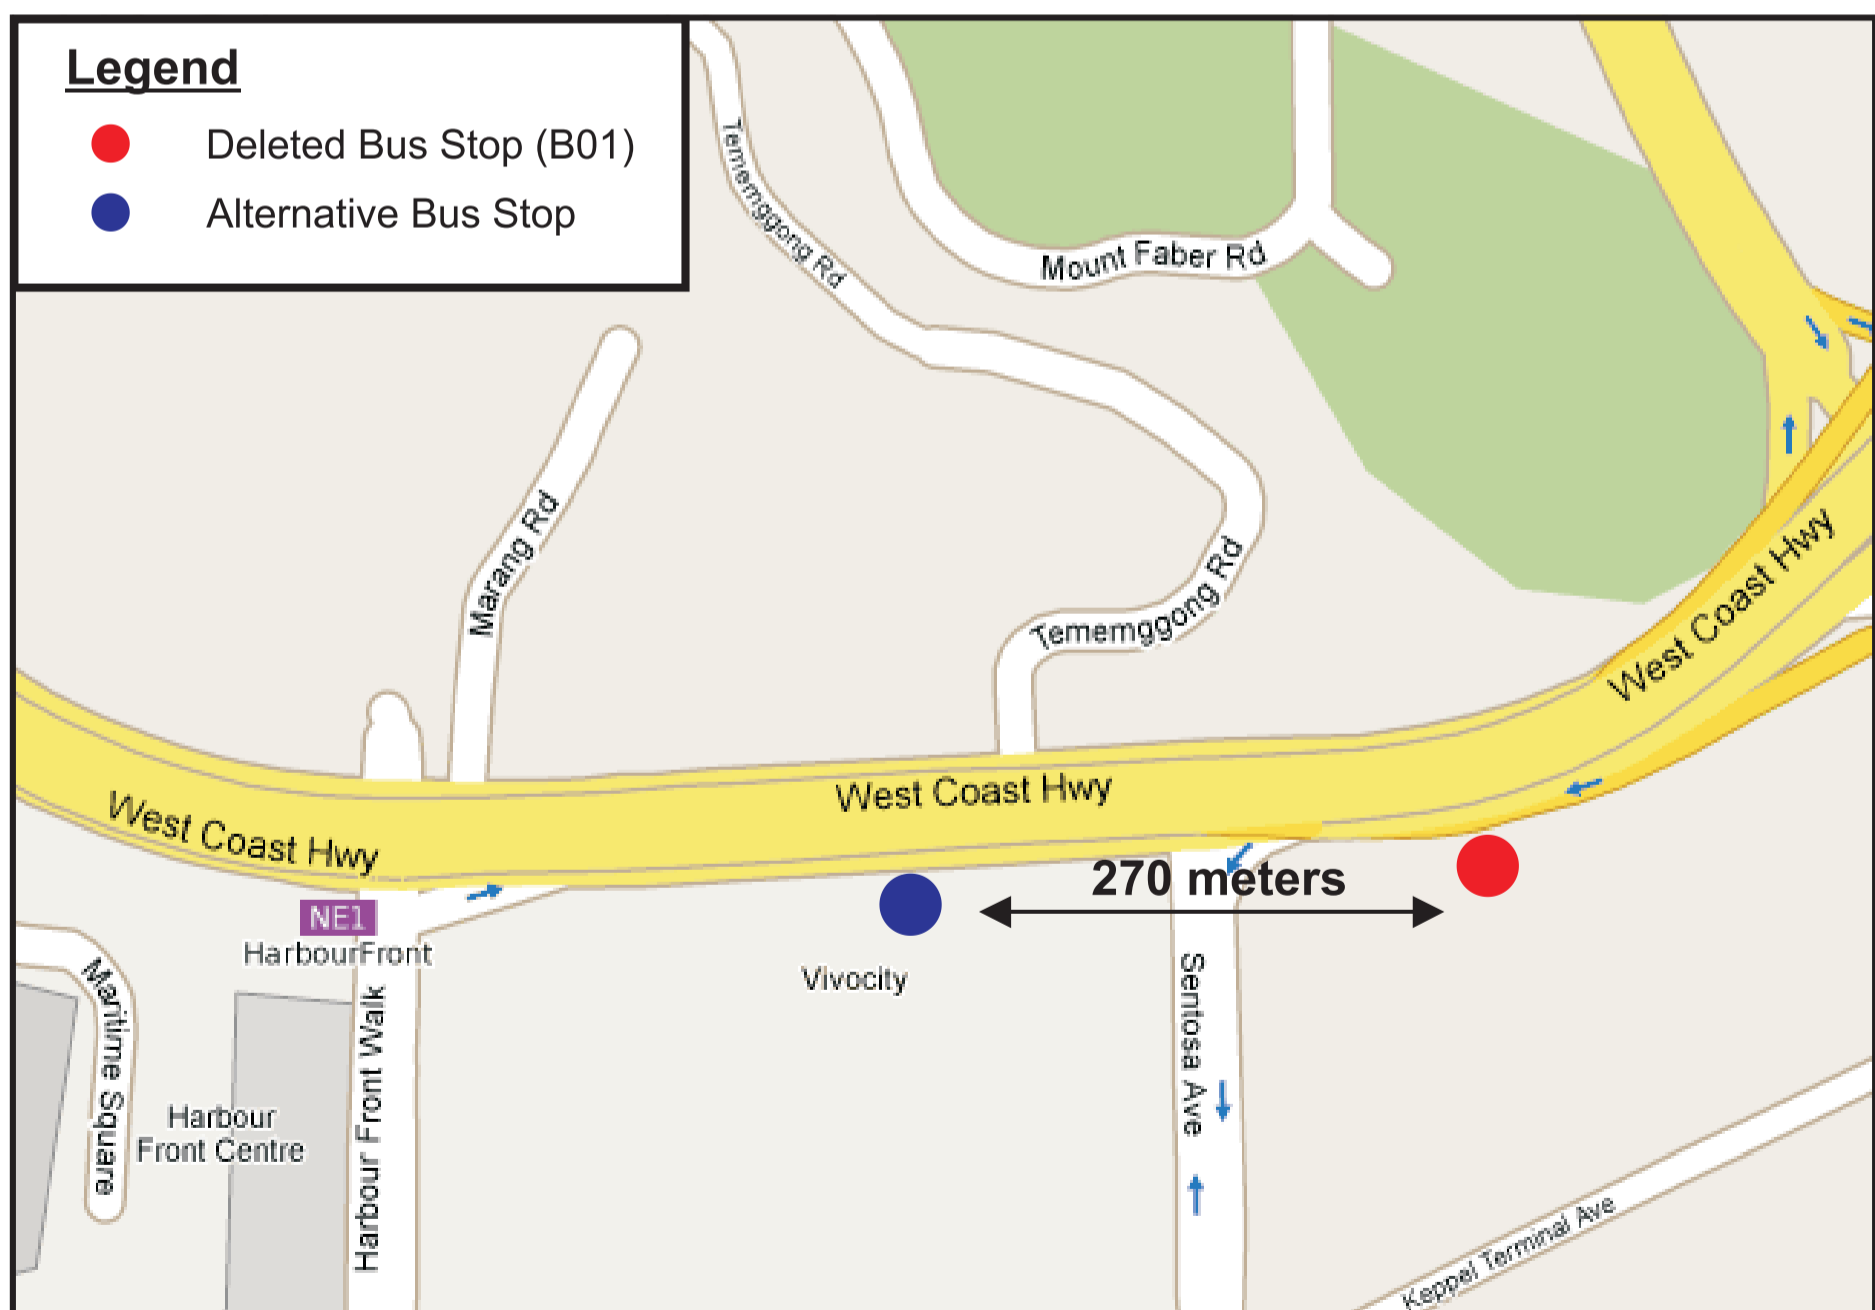 Legend
Deleted Bus Stop (B01)
Alternative Bus Stop
Tememggong Rd
Mount Faber Rd
Marang Rd
Tememggong Rd
West Coast Hwy
West Coast Hwy
West Coast Hwy
270 meters
NE1
HarbourFront
Vivocity
Maritime Square
Harbour
Front Centre
Harbour Front Walk
Sentosa Ave
Keppel Terminal Ave